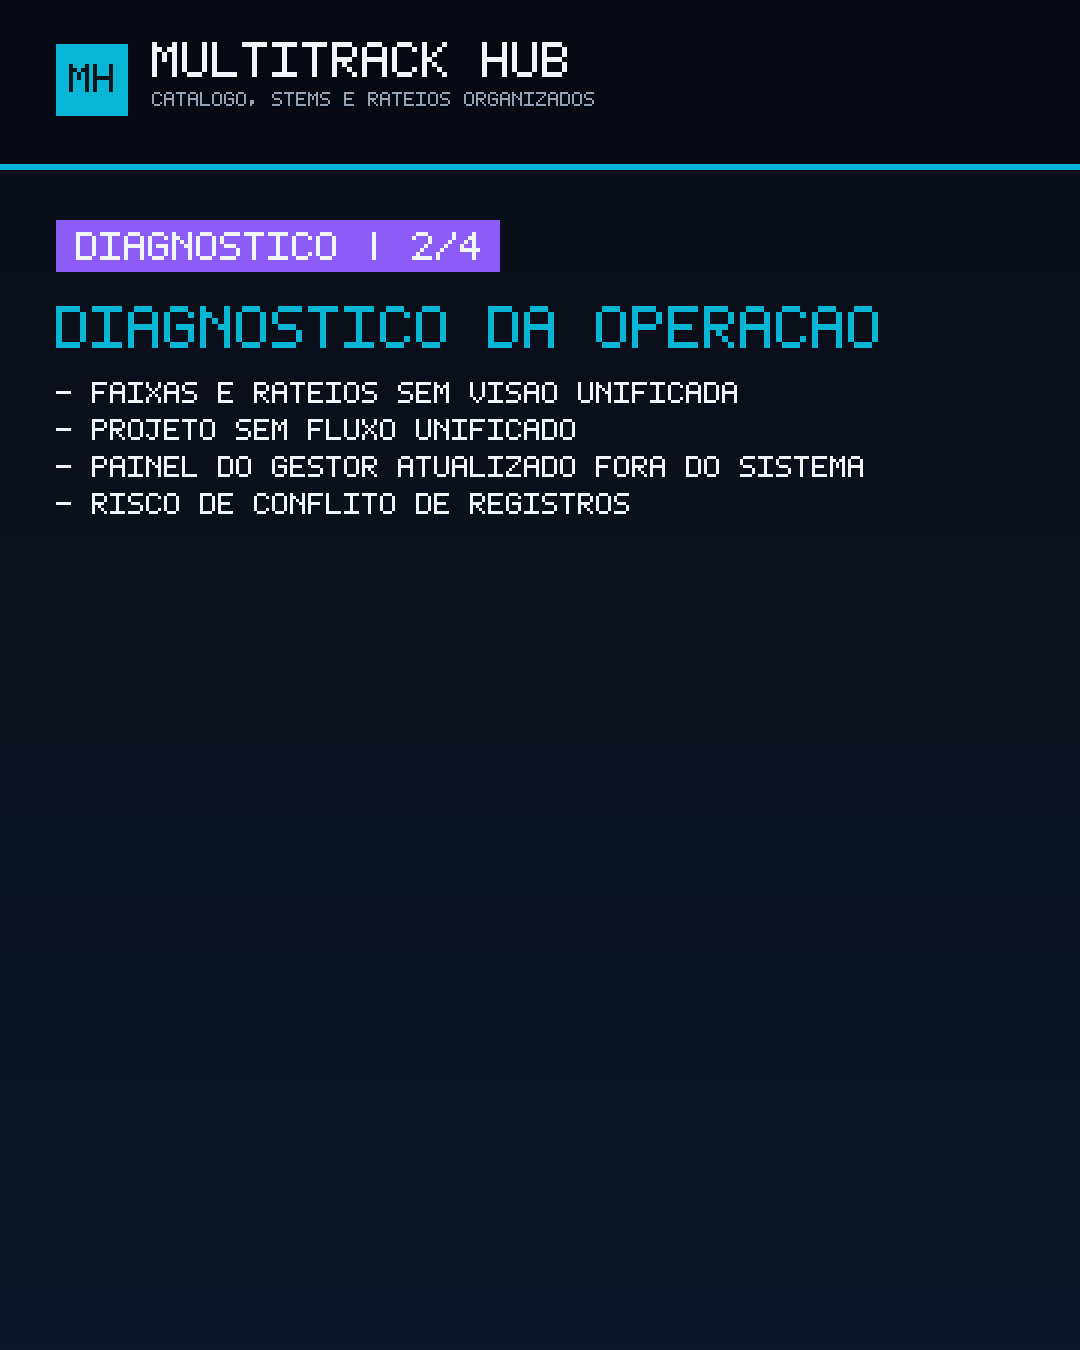 MH
MULTITRACK HUB
CATALOGO, STEMS E RATEIOS ORGANIZADOS
DIAGNOSTICO | 2/4
DIAGNOSTICO DA OPERACAO
- FAIXAS E RATEIOS SEM VISAO UNIFICADA
- PROJETO SEM FLUXO UNIFICADO
- PAINEL DO GESTOR ATUALIZADO FORA DO SISTEMA
- RISCO DE CONFLITO DE REGISTROS